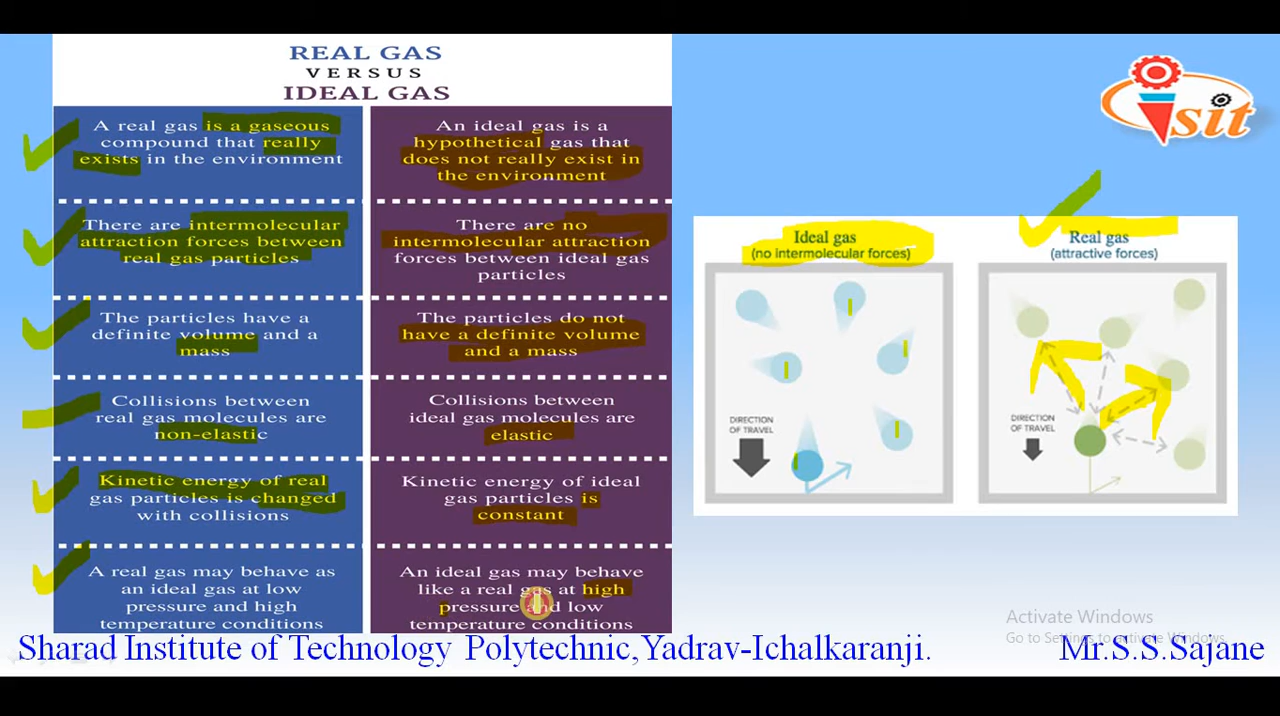 REAL GAS
VERSUS
IDEAL GAS
A real gas is a gaseous
compound that really
exists in the environment
An ideal gas is a
hypothetical gas that
does not really exist in
the environment
There are intermolecular
attraction forces between
real gas particles
There are no
intermolecular attraction
forces between ideal gas
particles
The particles have a
definite volume and a
mass
The particles do not
have a definite volume
and a mass
Collisions between
real gas molecules are
non-elastic
Collisions between
ideal gas molecules are
elastic
Kinetic energy of real
gas particles is changed
with collisions
Kinetic energy of ideal
gas particles is
constant
A real gas may behave as
an ideal gas at low
pressure and high
temperature conditions
An ideal gas may behave
like a real gas at high
pressure and low
temperature conditions
isit
Ideal gas
(no intermolecular forces)
DIRECTION
OF TRAVEL
Real gas
(attractive forces)
DIRECTION
OF TRAVEL
Activate Windows
Go to Settings to activate Windows.
Sharad Institute of Technology Polytechnic,Yadrav-Ichalkaranji.
Mr.S.S.Sajane